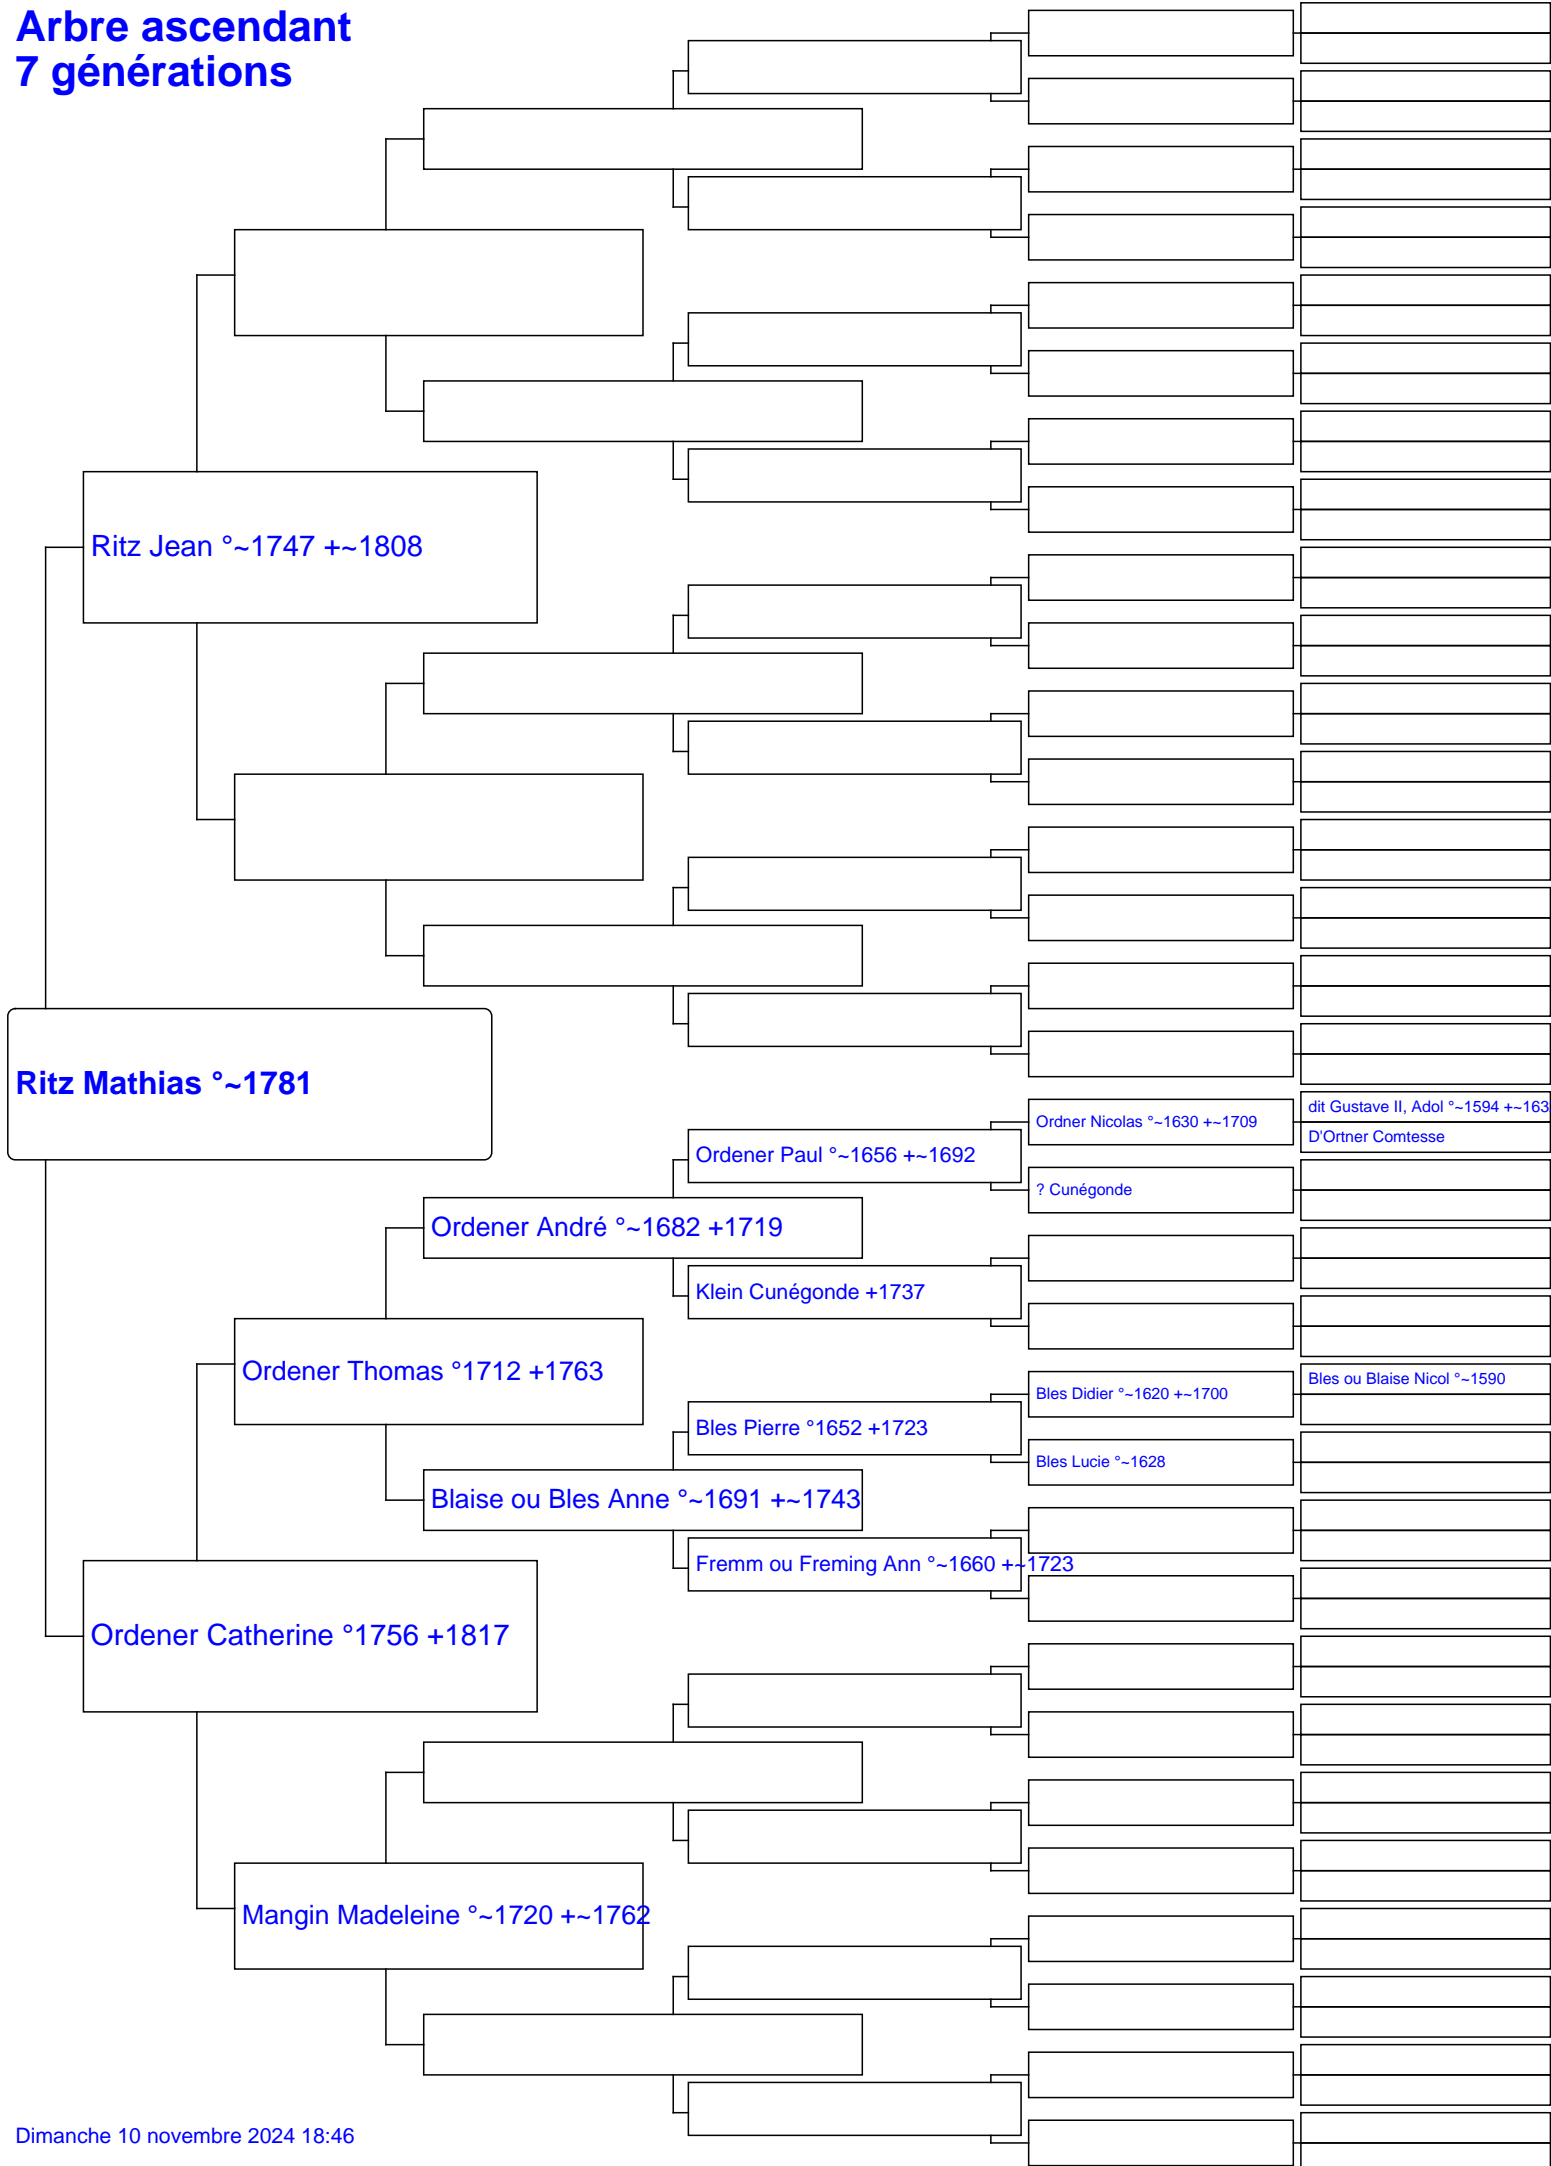 Arbre ascendant
7 générations
Ritz Jean °~1747 +~1808
Ritz Mathias °~1781
dit Gustave II, Adol °~1594 +~163
Ordner Nicolas °~1630 +~1709
D'Ortner Comtesse
Ordener Paul °~1656 +~1692
? Cunégonde
Ordener André °~1682 +1719
Klein Cunégonde +1737
Ordener Thomas °1712 +1763
Bles ou Blaise Nicol °~1590
Bles Didier °~1620 +~1700
Bles Pierre °1652 +1723
Bles Lucie °~1628
Blaise ou Bles Anne °~1691 +~1743
Fremm ou Freming Ann °~1660 +~1723
Ordener Catherine °1756 +1817
Mangin Madeleine °~1720 +~1762
Dimanche 10 novembre 2024 18:46